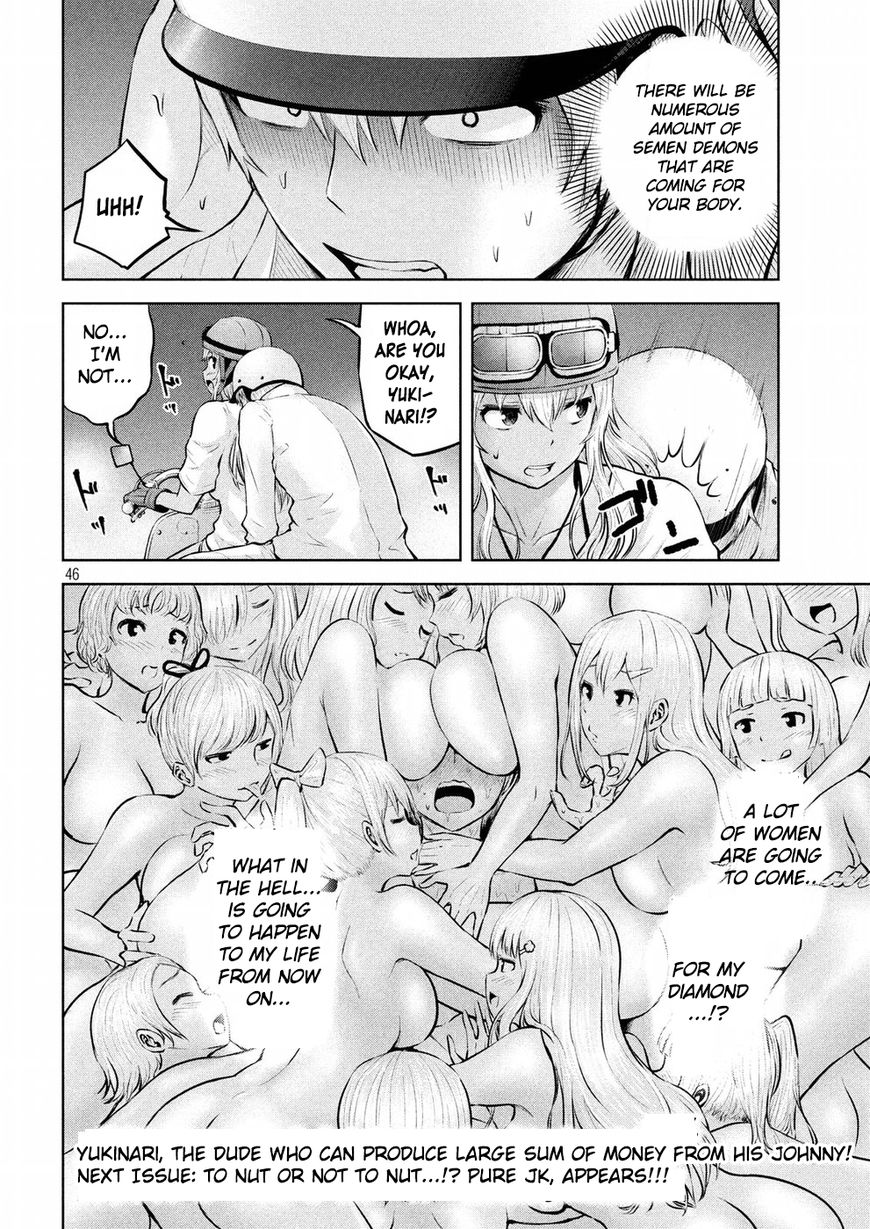 THERE WILL BE
NUMEROUS
AMOUNT OF
SEMEN DEMONS
THAT ARE
COMING FOR
YOUR BODY.
UHH!
WHOA,
ARE YOU
OKAY,
YUKI-
NARI!?
NO...
I'M
NOT...
ドド
ドド
ドド
ゴゴ
46
A LOT
OF WOMEN
ARE GOING
TO COME...
WHAT IN
THE HELL...
IS GOING
TO HAPPEN
TO MY LIFE
FROM NOW
ON...
FOR MY
DIAMOND
...!?
YUKINARI, THE DUDE WHO CAN PRODUCE LARGE SUM OF MONEY FROM HIS JOHNNY!
NEXT ISSUE: TO NUT OR NOT TO NUT...!? PURE JK, APPEARS!!!